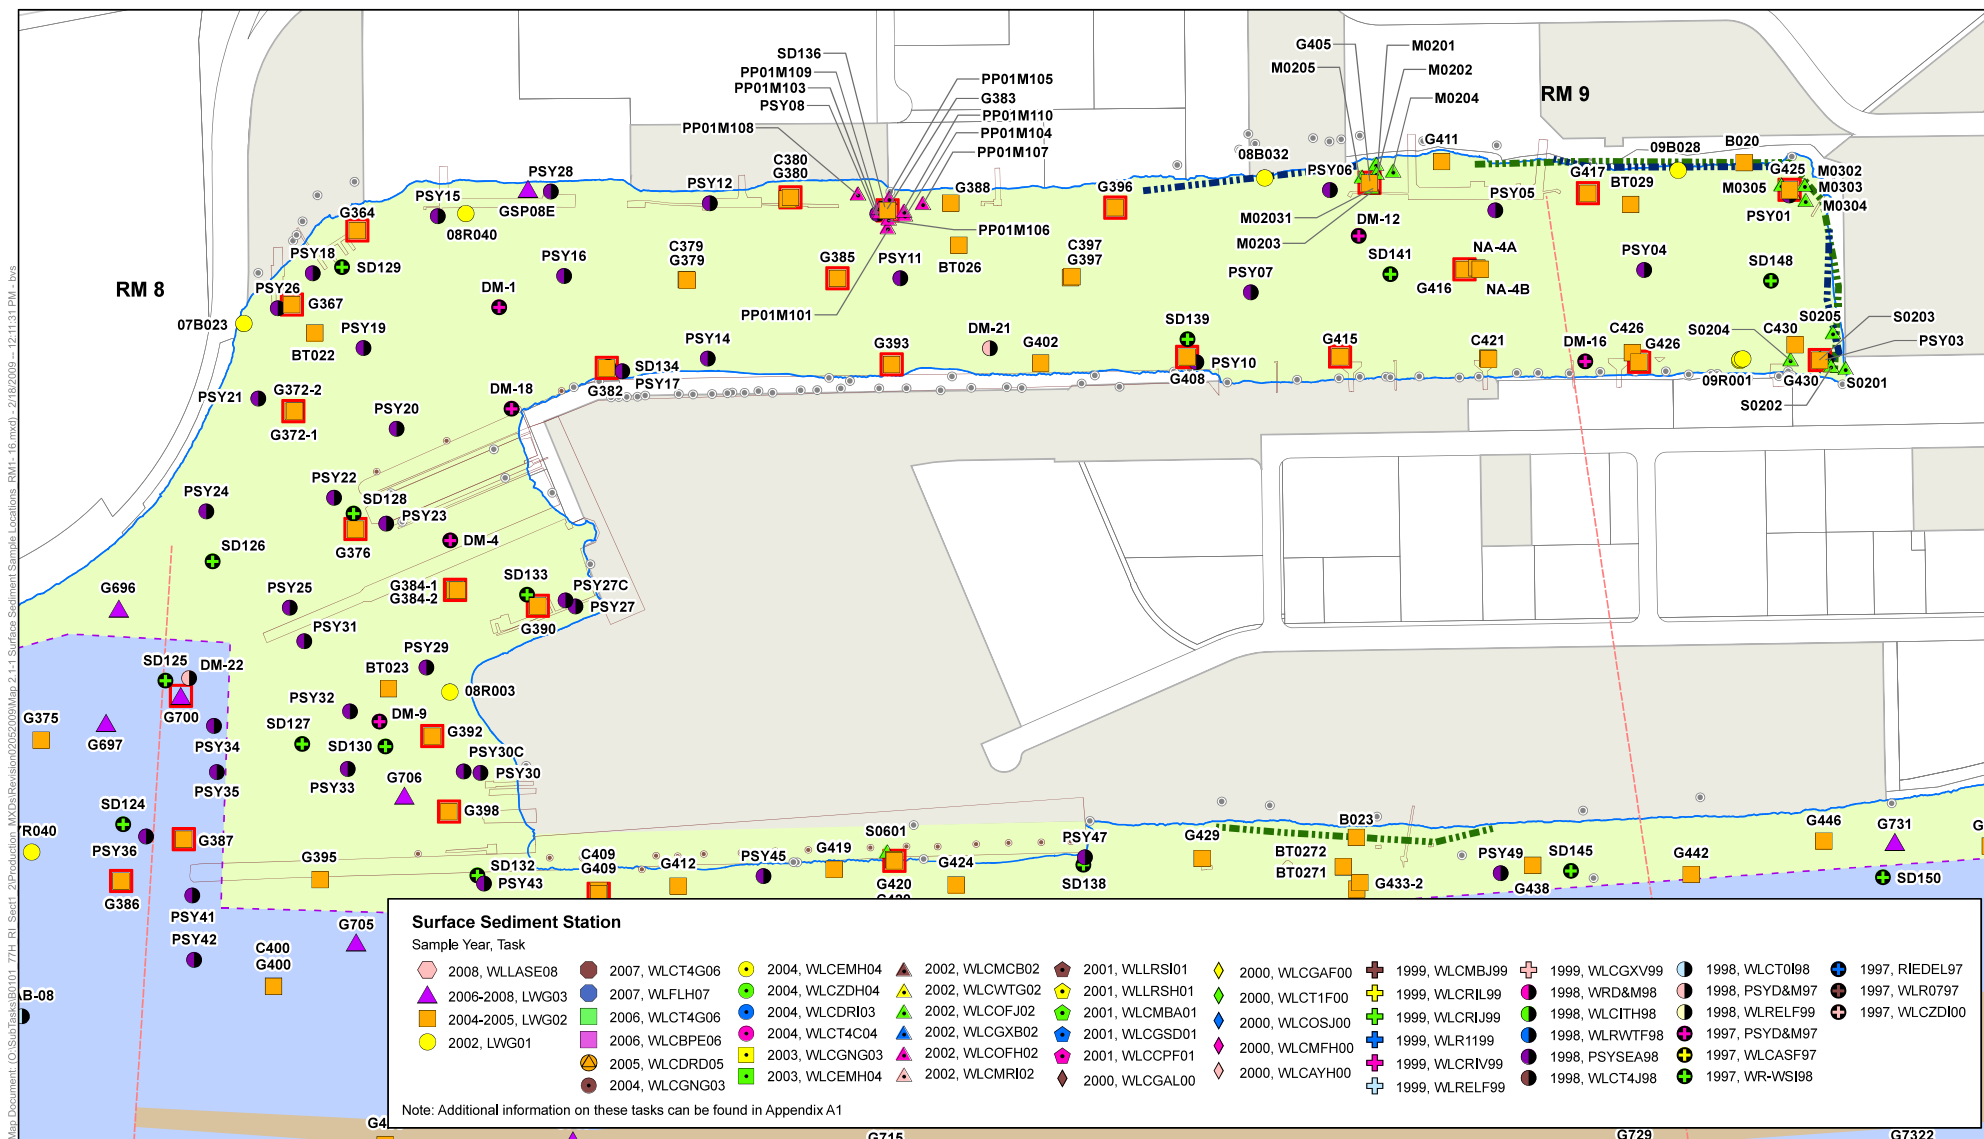 SD136
PP01M109
PP01M103
PSY08
PP01M108
PP01M105
G383
PP01M110
PP01M104
PP01M107
G405
M0205
M0201
M0202
M0204
RM 9
G411
09B028
B020
C380
G380
PSY12
PSY28
PSY15
GSP08E
08R040
G388
G396
08B032
PSY06
PSY05
G417
BT029
G425
M0302
M0303
M0304
M0305
PSY01
G364
PSY18
SD129
PSY16
C379
G379
G385
PSY11
BT026
PP01M106
C397
G397
M02031
DM-12
M0203
SD141
NA-4A
G416
NA-4B
PSY04
SD148
RM 8
PSY26
G367
DM-1
PSY07
PP01M101
07B023
BT022
PSY19
PSY14
G393
DM-21
G402
SD139
PSY10
G408
G415
C421
DM-16
C426
G426
S0204
C430
S0205
S0203
PSY03
09R001
G430
S0201
S0202
G382
SD134
PSY17
PSY21
G372-2
G372-1
PSY20
DM-18
PSY24
PSY22
SD128
PSY23
G376
DM-4
SD126
G696
PSY25
G384-1
G384-2
SD133
PSY27C
PSY27
G390
PSY31
SD125
DM-22
G700
G375
G697
PSY34
PSY35
BT023
PSY29
08R003
PSY32
DM-9
SD127
SD130
G392
PSY33
G706
PSY30C
PSY30
G398
SD124
7R040
PSY36
G387
G386
G395
SD132
PSY43
C409
G409
G412
PSY45
G419
S0601
G420
G424
PSY47
SD138
G429
B023
BT0272
BT0271
G433-2
PSY49
G438
SD145
G442
G446
G731
SD150
PSY41
PSY42
G705
C400
G400
AB-08
G715
G729
G7322
Surface Sediment Station
Sample Year, Task
2008, WLLASE08
2006-2008, LWG03
2004-2005, LWG02
2002, LWG01
2007, WLCT4G06
2007, WLFLH07
2006, WLCT4G06
2006, WLCBPE06
2005, WLCDRD05
2004, WLCGNG03
2004, WLCEMH04
2004, WLCZDH04
2004, WLCDRI03
2004, WLCT4C04
2003, WLCGNG03
2003, WLCEMH04
2002, WLCMCB02
2002, WLCWTG02
2002, WLCOFJ02
2002, WLCGXB02
2002, WLCOFH02
2002, WLCMRI02
2001, WLLRSI01
2001, WLLRSH01
2001, WLCMBA01
2001, WLCGSD01
2001, WLCCPF01
2000, WLCGAL00
2000, WLCGAF00
2000, WLCT1F00
2000, WLCOSJ00
2000, WLCMFH00
2000, WLCAYH00
1999, WLCMBJ99
1999, WLCRIL99
1999, WLCRIJ99
1999, WLR1199
1999, WLCRIV99
1999, WLRELF99
1999, WLCGXV99
1998, WRD&M98
1998, WLCITH98
1998, WLRWTF98
1998, PSYSEA98
1998, WLCT4J98
1998, WLCT0I98
1998, PSYD&M97
1998, WLRELF99
1997, PSYD&M97
1997, WLCASF97
1997, WR-WSI98
1997, RIEDEL97
1997, WLR0797
1997, WLCZDI00
Note: Additional information on these tasks can be found in Appendix A1